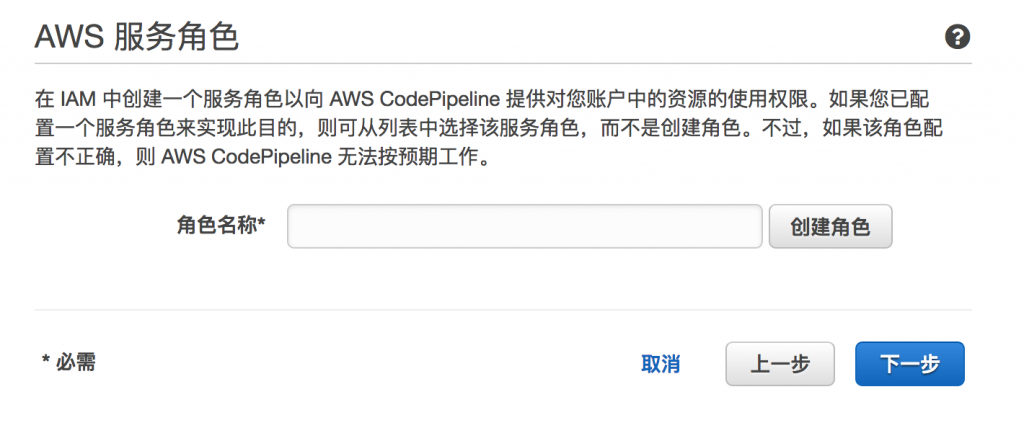 AWS 服务角色
在 IAM 中创建一个服务角色以向 AWS CodePipeline 提供对您账户中的资源的使用权限。如果您已配
置一个服务角色来实现此目的，则可从列表中选择该服务角色，而不是创建角色。不过，如果该角色配
置不正确，则 AWS CodePipeline 无法按预期工作。
角色名称*
创建角色
* 必需
取消
上一步
下一步